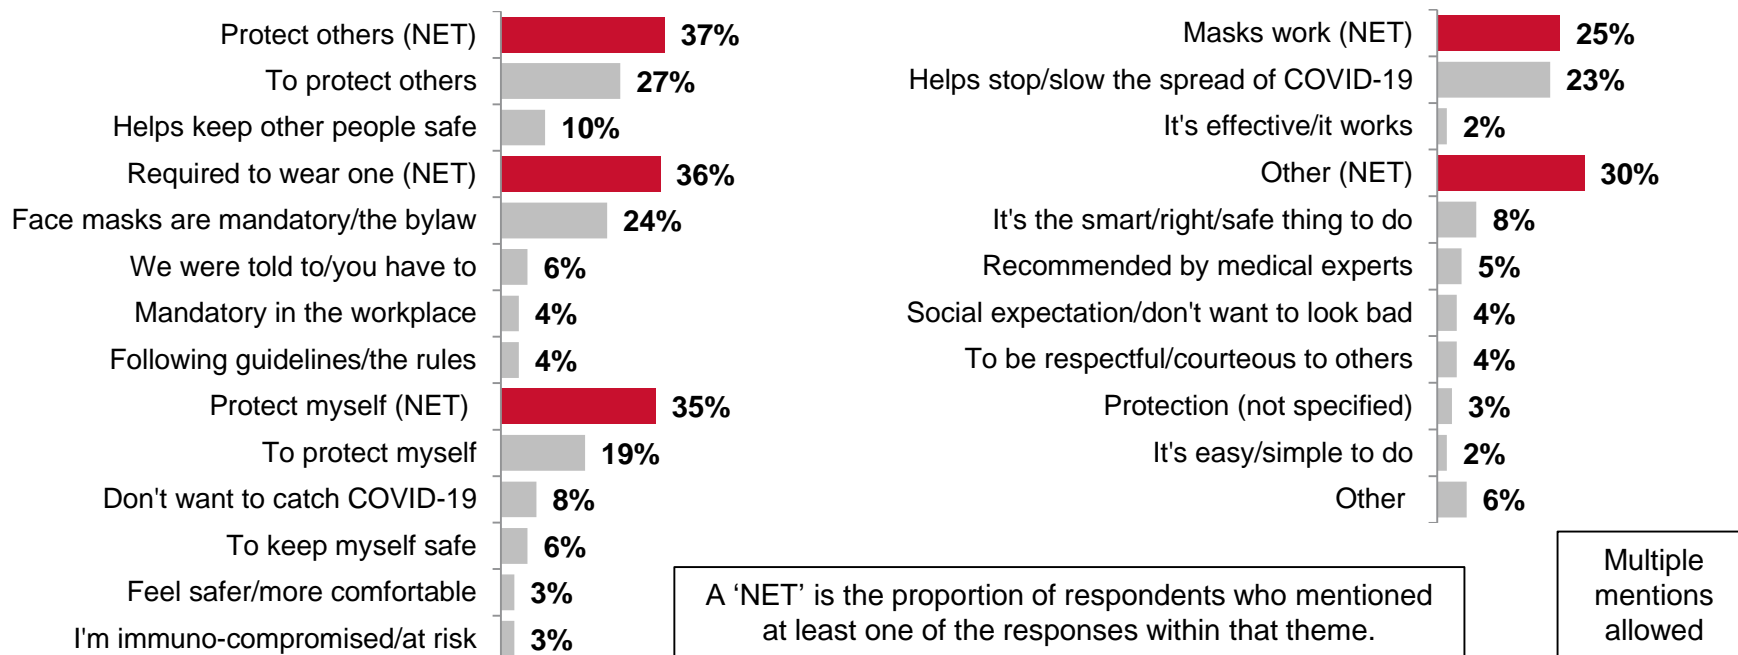 Protect others (NET) 37%
To protect others 27%
Helps keep other people safe 10%
Required to wear one (NET) 36%
Face masks are mandatory/the bylaw 24%
We were told to/you have to 6%
Mandatory in the workplace 4%
Following guidelines/the rules 4%
Protect myself (NET) 35%
To protect myself 19%
Don't want to catch COVID-19 8%
To keep myself safe 6%
Feel safer/more comfortable 3%
I'm immuno-compromised/at risk 3%
Masks work (NET) 25%
Helps stop/slow the spread of COVID-19 23%
It's effective/it works 2%
Other (NET) 30%
It's the smart/right/safe thing to do 8%
Recommended by medical experts 5%
Social expectation/don't want to look bad 4%
To be respectful/courteous to others 4%
Protection (not specified) 3%
It's easy/simple to do 2%
Other 6%
A ‘NET’ is the proportion of respondents who mentioned
at least one of the responses within that theme.
Multiple
mentions
allowed